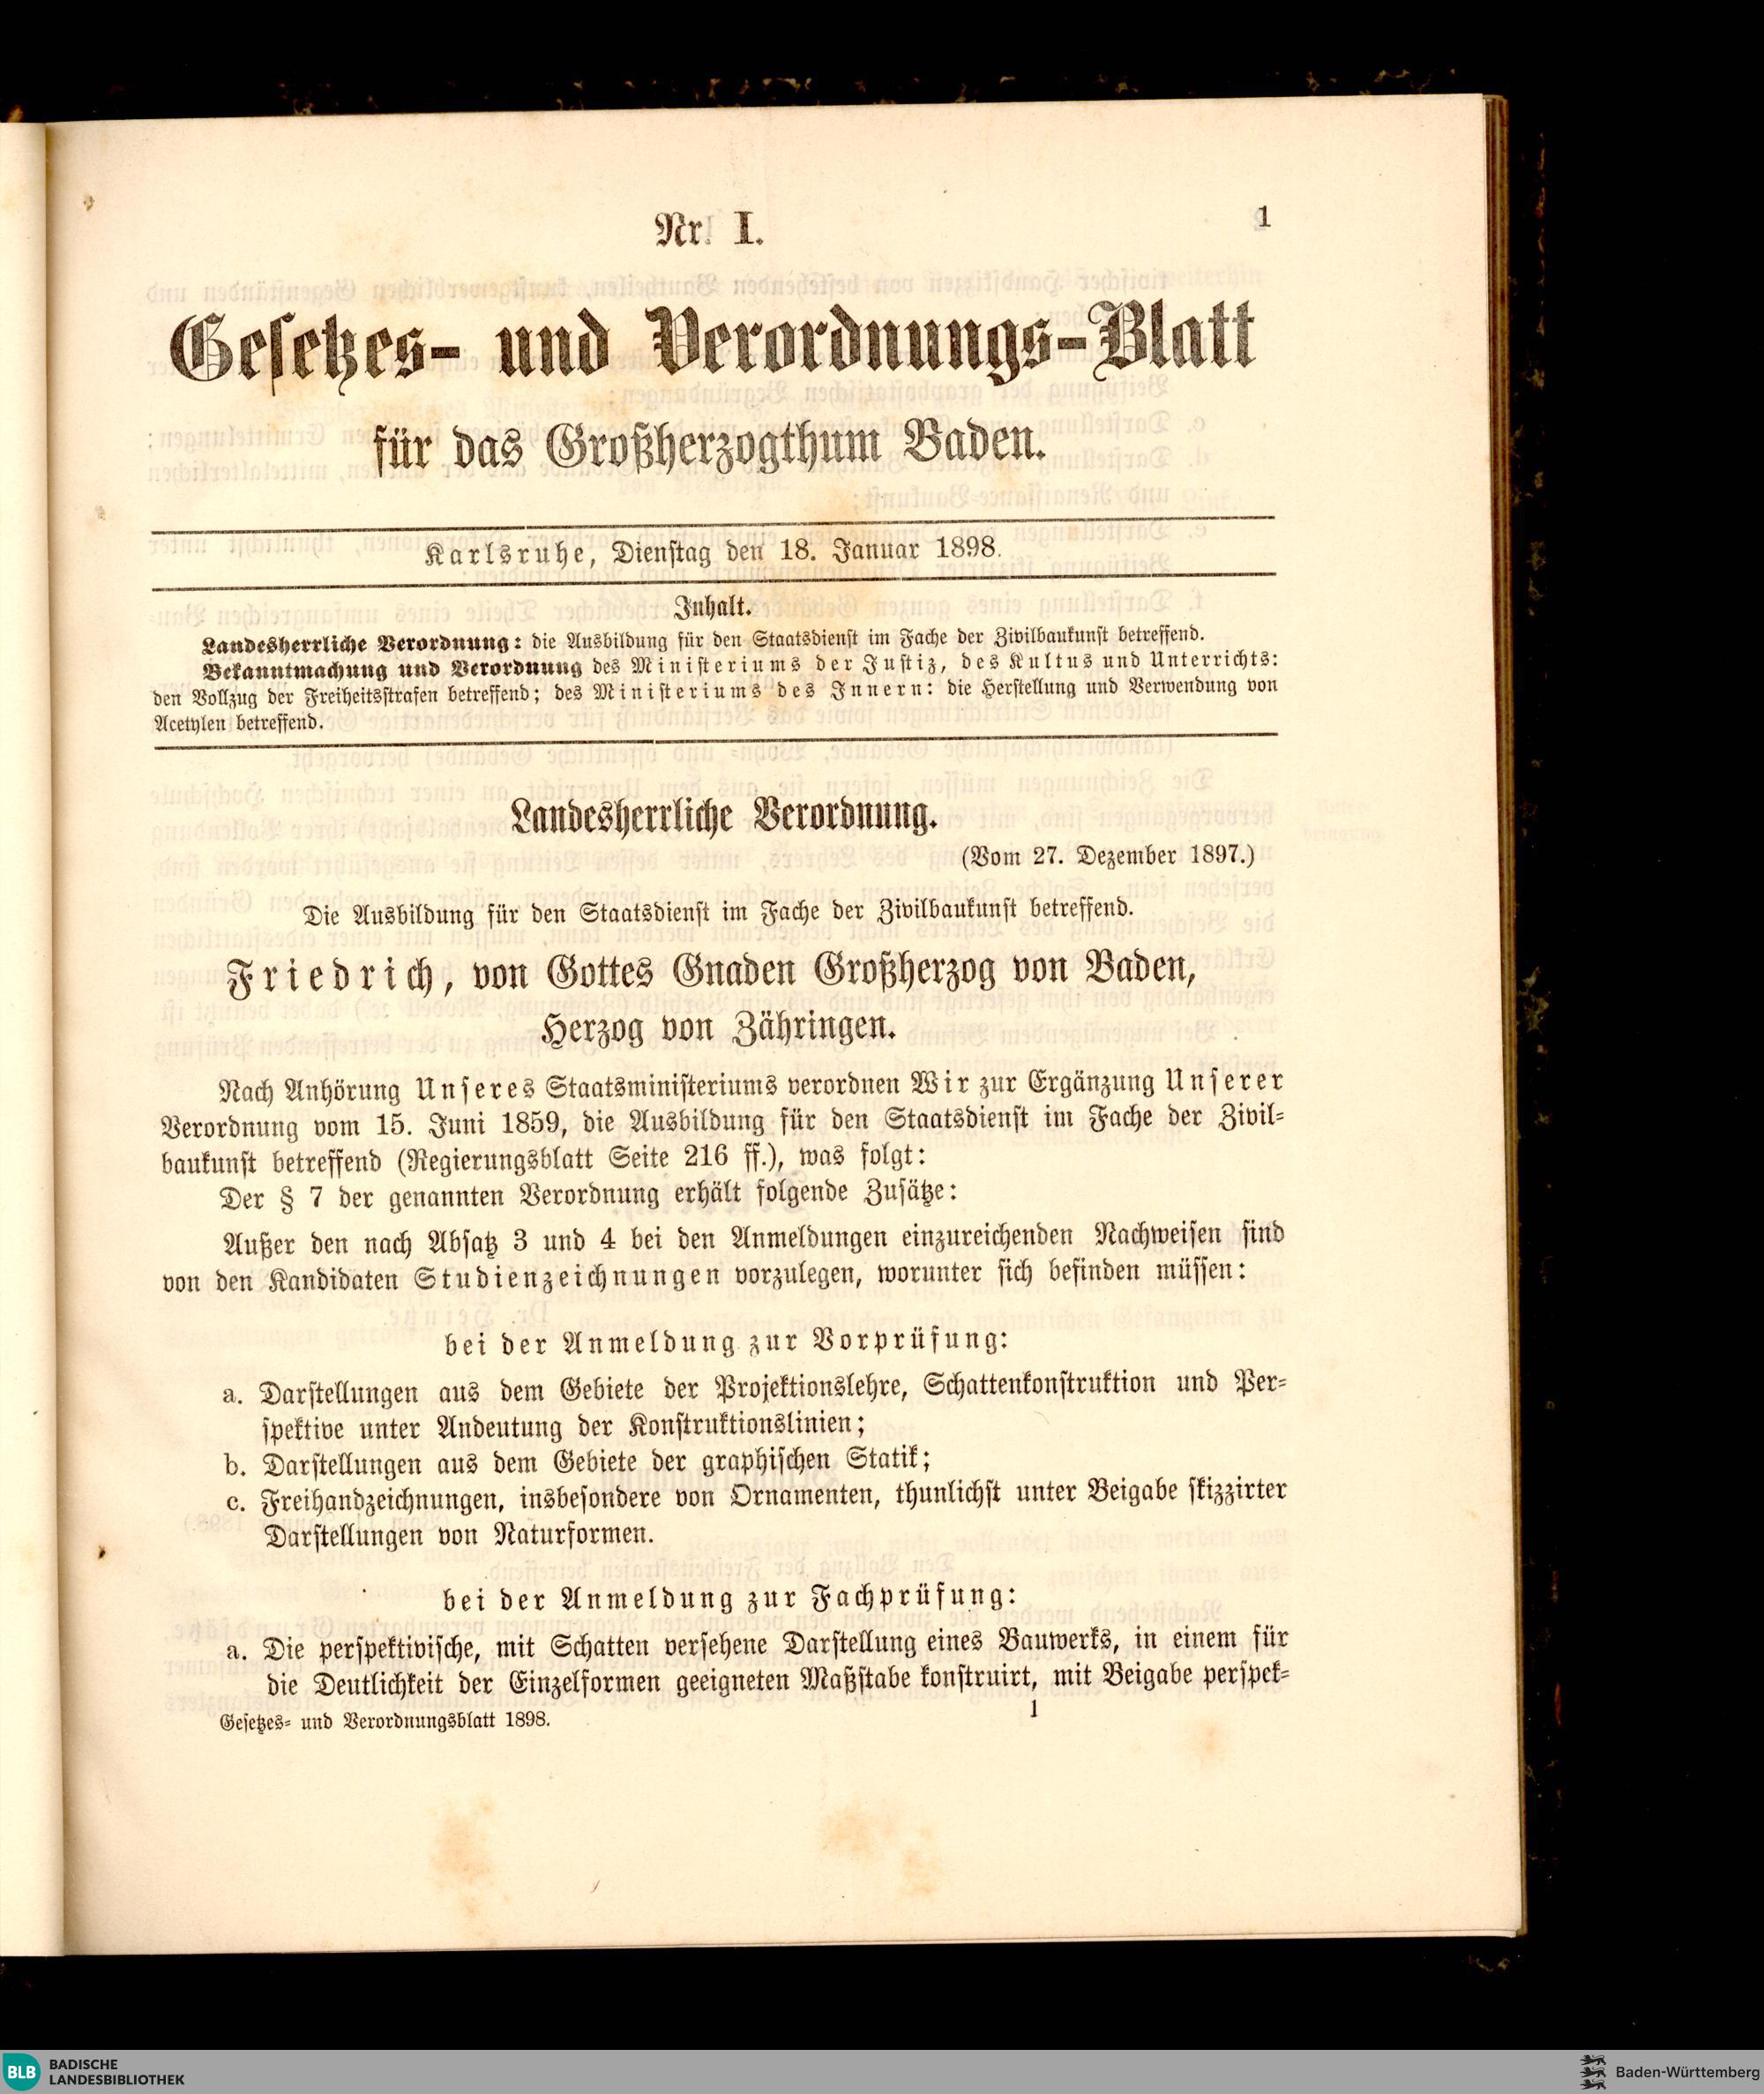 Nr. I.
1
Gesetzes- und Verordnungs-Blatt
für das Großherzogthum Baden.
Karlsruhe, Dienstag den 18. Januar 1898.
Inhalt.
Landesherrliche Verordnung: die Ausbildung für den Staatsdienst im Fache der Zivilbaukunst betreffend.
Bekanntmachung und Verordnung des Ministeriums der Justiz, des Kultus und Unterrichts:
den Vollzug der Freiheitsstrafen betreffend; des Ministeriums des Innern: die Herstellung und Verwendung von
Acetylen betreffend.
Landesherrliche Verordnung.
(Vom 27. Dezember 1897.)
Die Ausbildung für den Staatsdienst im Fache der Zivilbaukunst betreffend.
Friedrich, von Gottes Gnaden Großherzog von Baden,
Herzog von Zähringen.
Nach Anhörung Unseres Staatsministeriums verordnen Wir zur Ergänzung Unserer
Verordnung vom 15. Juni 1859, die Ausbildung für den Staatsdienst im Fache der Zivil-
baukunst betreffend (Regierungsblatt Seite 216 ff.), was folgt:
Der § 7 der genannten Verordnung erhält folgende Zusätze:
Außer den nach Absatz 3 und 4 bei den Anmeldungen einzureichenden Nachweisen sind
von den Kandidaten Studienzeichnungen vorzulegen, worunter sich befinden müssen:
bei der Anmeldung zur Vorprüfung:
a. Darstellungen aus dem Gebiete der Projektionslehre, Schattenkonstruktion und Per-
spektive unter Andeutung der Konstruktionslinien;
b. Darstellungen aus dem Gebiete der graphischen Statik;
c. Freihandzeichnungen, insbesondere von Ornamenten, thunlichst unter Beigabe skizzirter
Darstellungen von Naturformen.
bei der Anmeldung zur Fachprüfung:
a. Die perspektivische, mit Schatten versehene Darstellung eines Bauwerks, in einem für
die Deutlichkeit der Einzelformen geeigneten Maßstabe konstruirt, mit Beigabe perspek-
Gesetzes- und Verordnungsblatt 1898.
1
BLB BADISCHE
LANDESBIBLIOTHEK
Baden-Württemberg